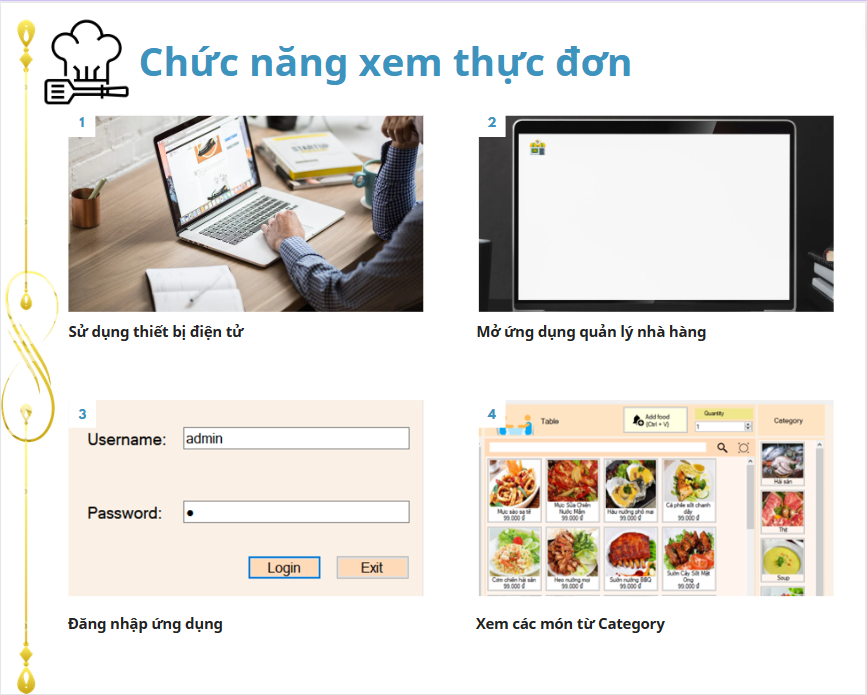 Chức năng xem thực đơn
1
STARTUP
Sử dụng thiết bị điện tử
2
Mở ứng dụng quản lý nhà hàng
3
Username:
admin
Password:
Login
Exit
Đăng nhập ứng dụng
4
Table
Add food
(Ctrl + V)
Quantity
1
Category
Mực xào sa tế
99.000 ₫
Mực Sữa Chiên
Nước Mắm
99.000 ₫
Hàu nướng phô mai
99.000 ₫
Cá phile sốt chanh
dây
99.000 ₫
Cơm chiên hải sản
99.000 ₫
Heo nướng mọi
99.000 ₫
Sườn nướng BBQ
99.000 ₫
Sườn Cây Sốt Mật
Ong
99.000 ₫
Hải sản
Thịt
Soup
Xem các món từ Category